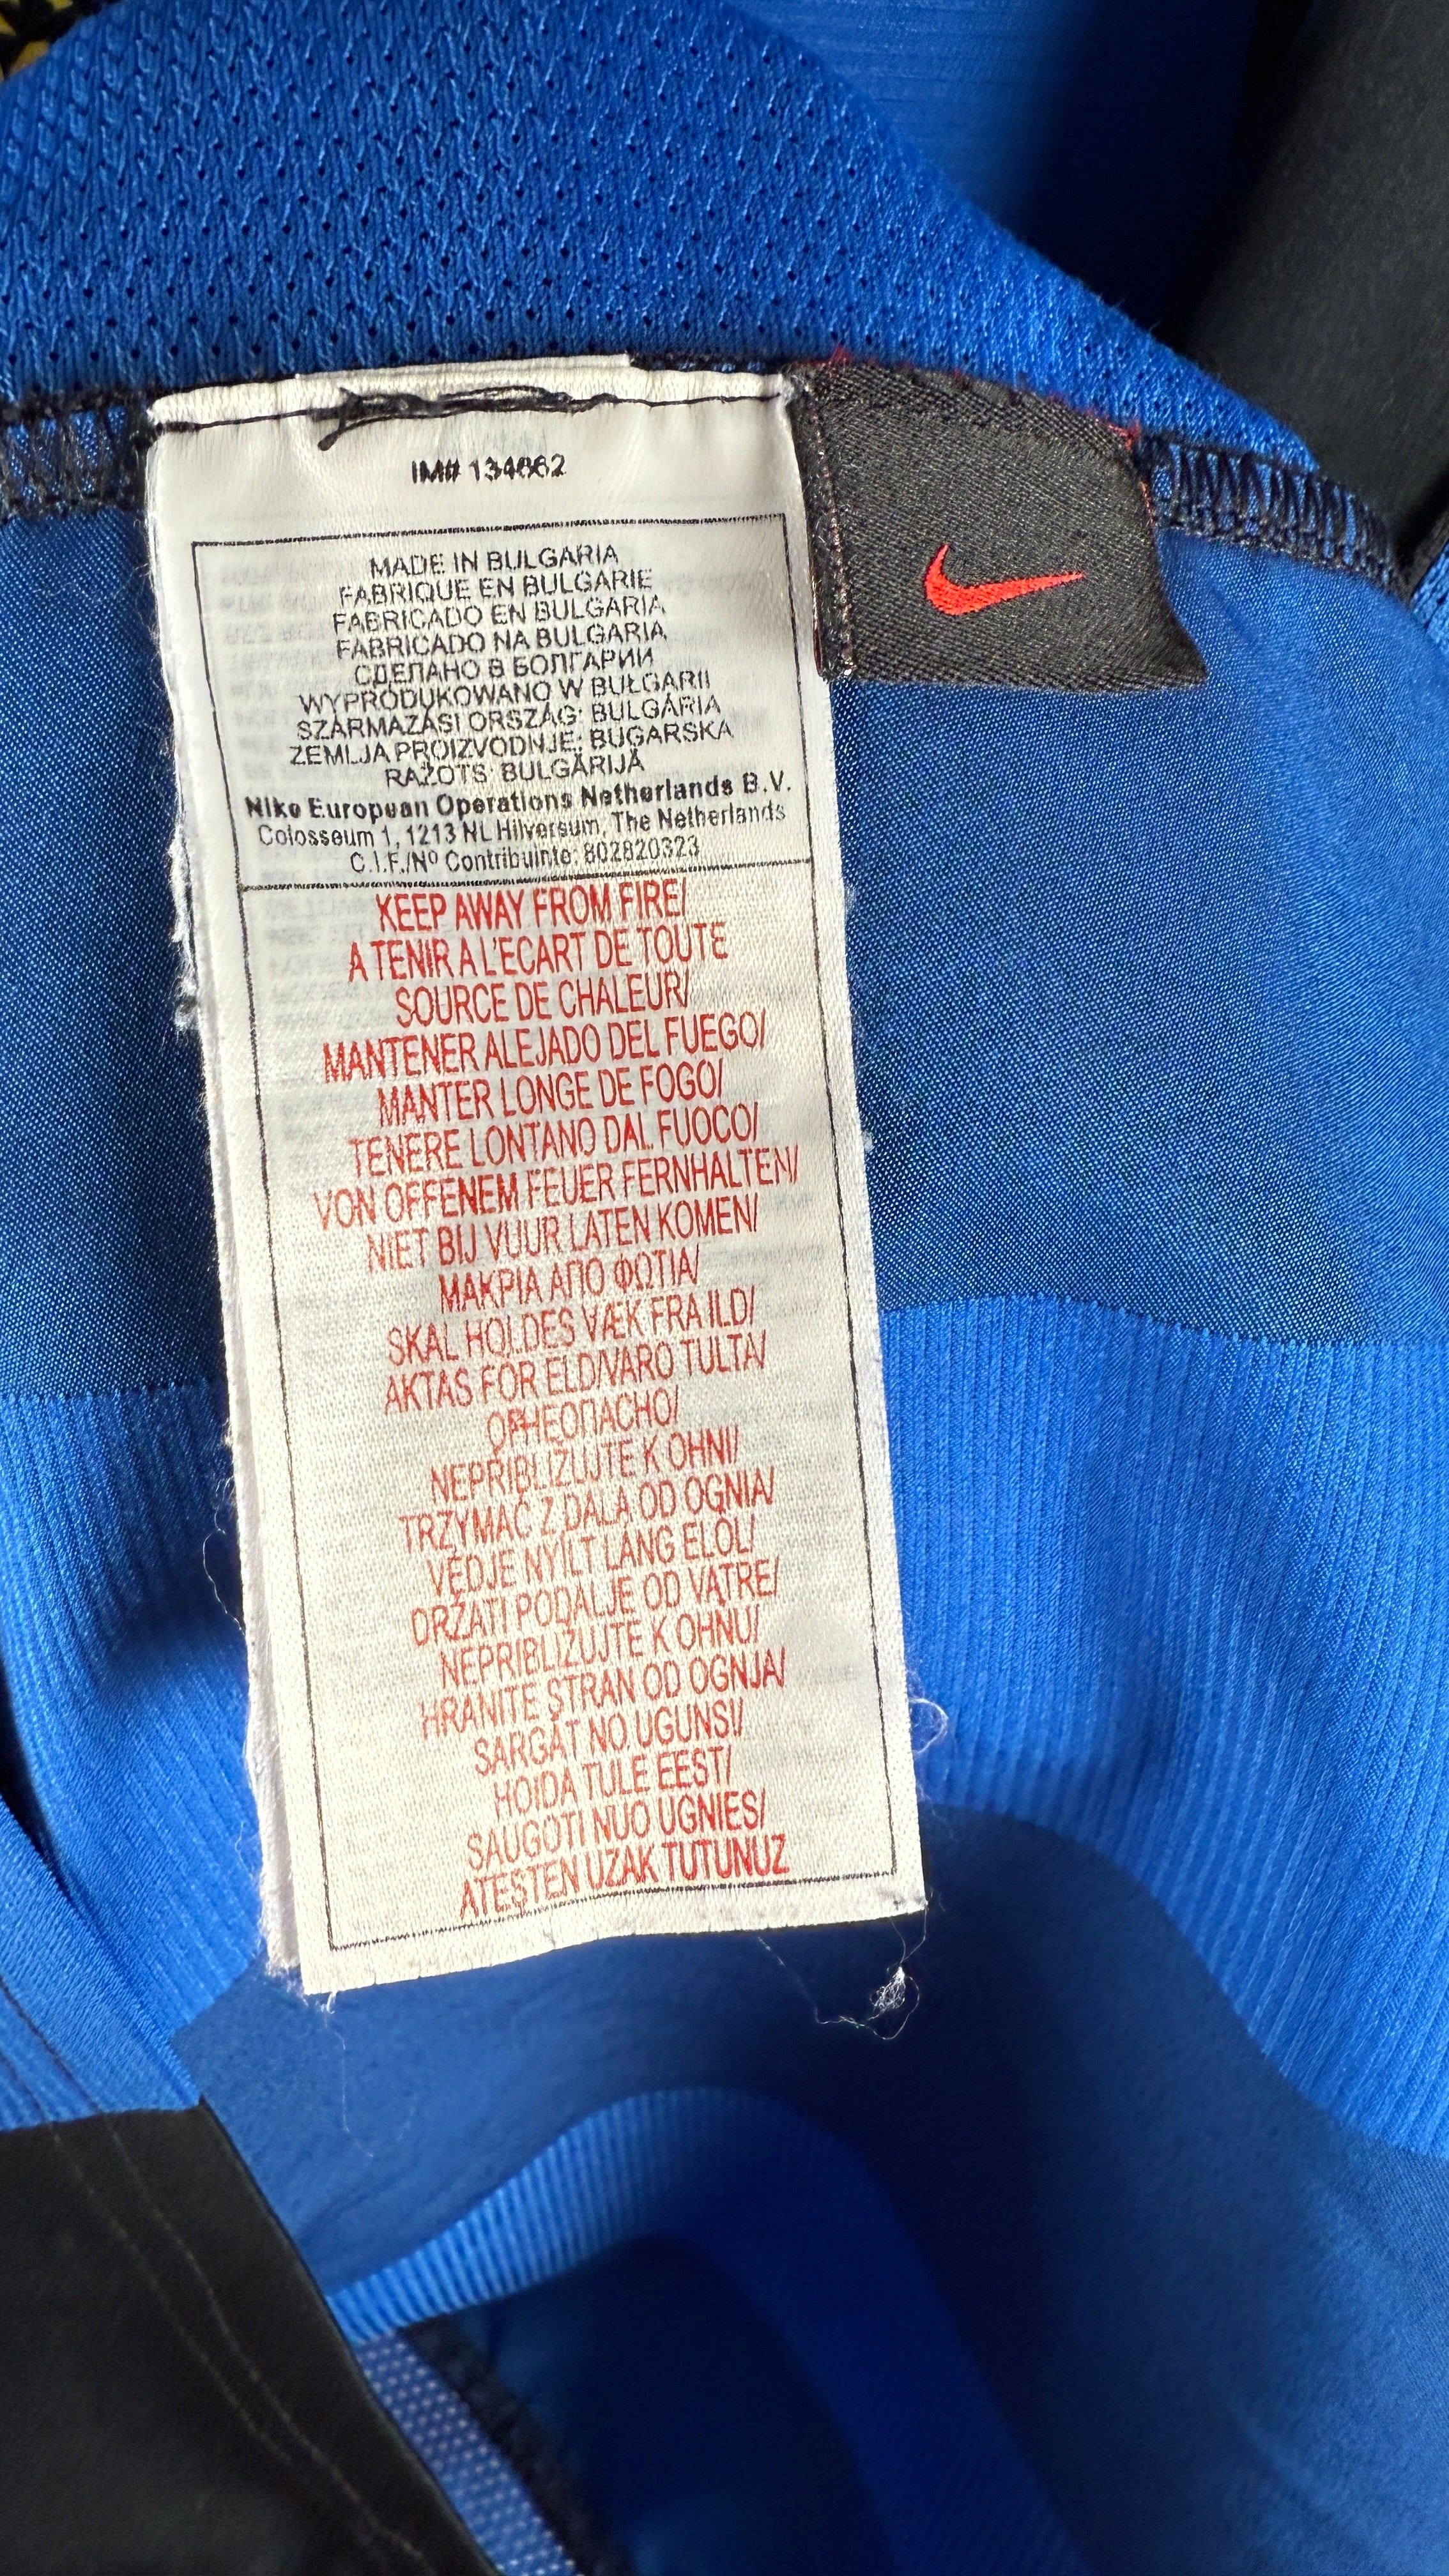 IM# 134662
MADE IN BULGARIA
FABRIQUE EN BULGARIE
FABRICADO EN BULGARIA
FABRICADO NA BULGARIA
СДЕЛАНО В БОЛГАРИИ
WYPRODUKOWANO W BUŁGARII
SZÁRMAZÁSI ORSZÁG: BULGÁRIA
ZEMLJA PROIZVODNJE: BUGARSKA
RAŽOTS: BULGĀRIJĀ
Nike European Operations Netherlands B.V.
Colosseum 1, 1213 NL Hilversum, The Netherlands
C.I.F./Nº Contribuinte: 802820323
KEEP AWAY FROM FIRE/
A TENIR A L'ECART DE TOUTE
SOURCE DE CHALEUR/
MANTENER ALEJADO DEL FUEGO/
MANTER LONGE DE FOGO/
TENERE LONTANO DAL FUOCO/
VON OFFENEM FEUER FERNHALTEN/
NIET BIJ VUUR LATEN KOMEN/
ΜΑΚΡΙΑ ΑΠΟ ΦΩΤΙΑ/
SKAL HOLDES VÆK FRA ILD/
AKTAS FÖR ELD/VARO TULTA/
ОГНЕОПАСНО/
NEPŘIBLIŽUJTE K OHNI/
TRZYMAĆ Z DALA OD OGNIA/
VÉDJE NYÍLT LÁNG ELŐL/
DRŽATI PODALJE OD VATRE/
NEPRIBLIŽUJTE K OHŇU/
HRANITE STRAN OD OGNJA/
SARGĀT NO UGUNS/
HOIDA TULE EEST/
SAUGOTI NUO UGNIES/
ATEŞTEN UZAK TUTUNUZ